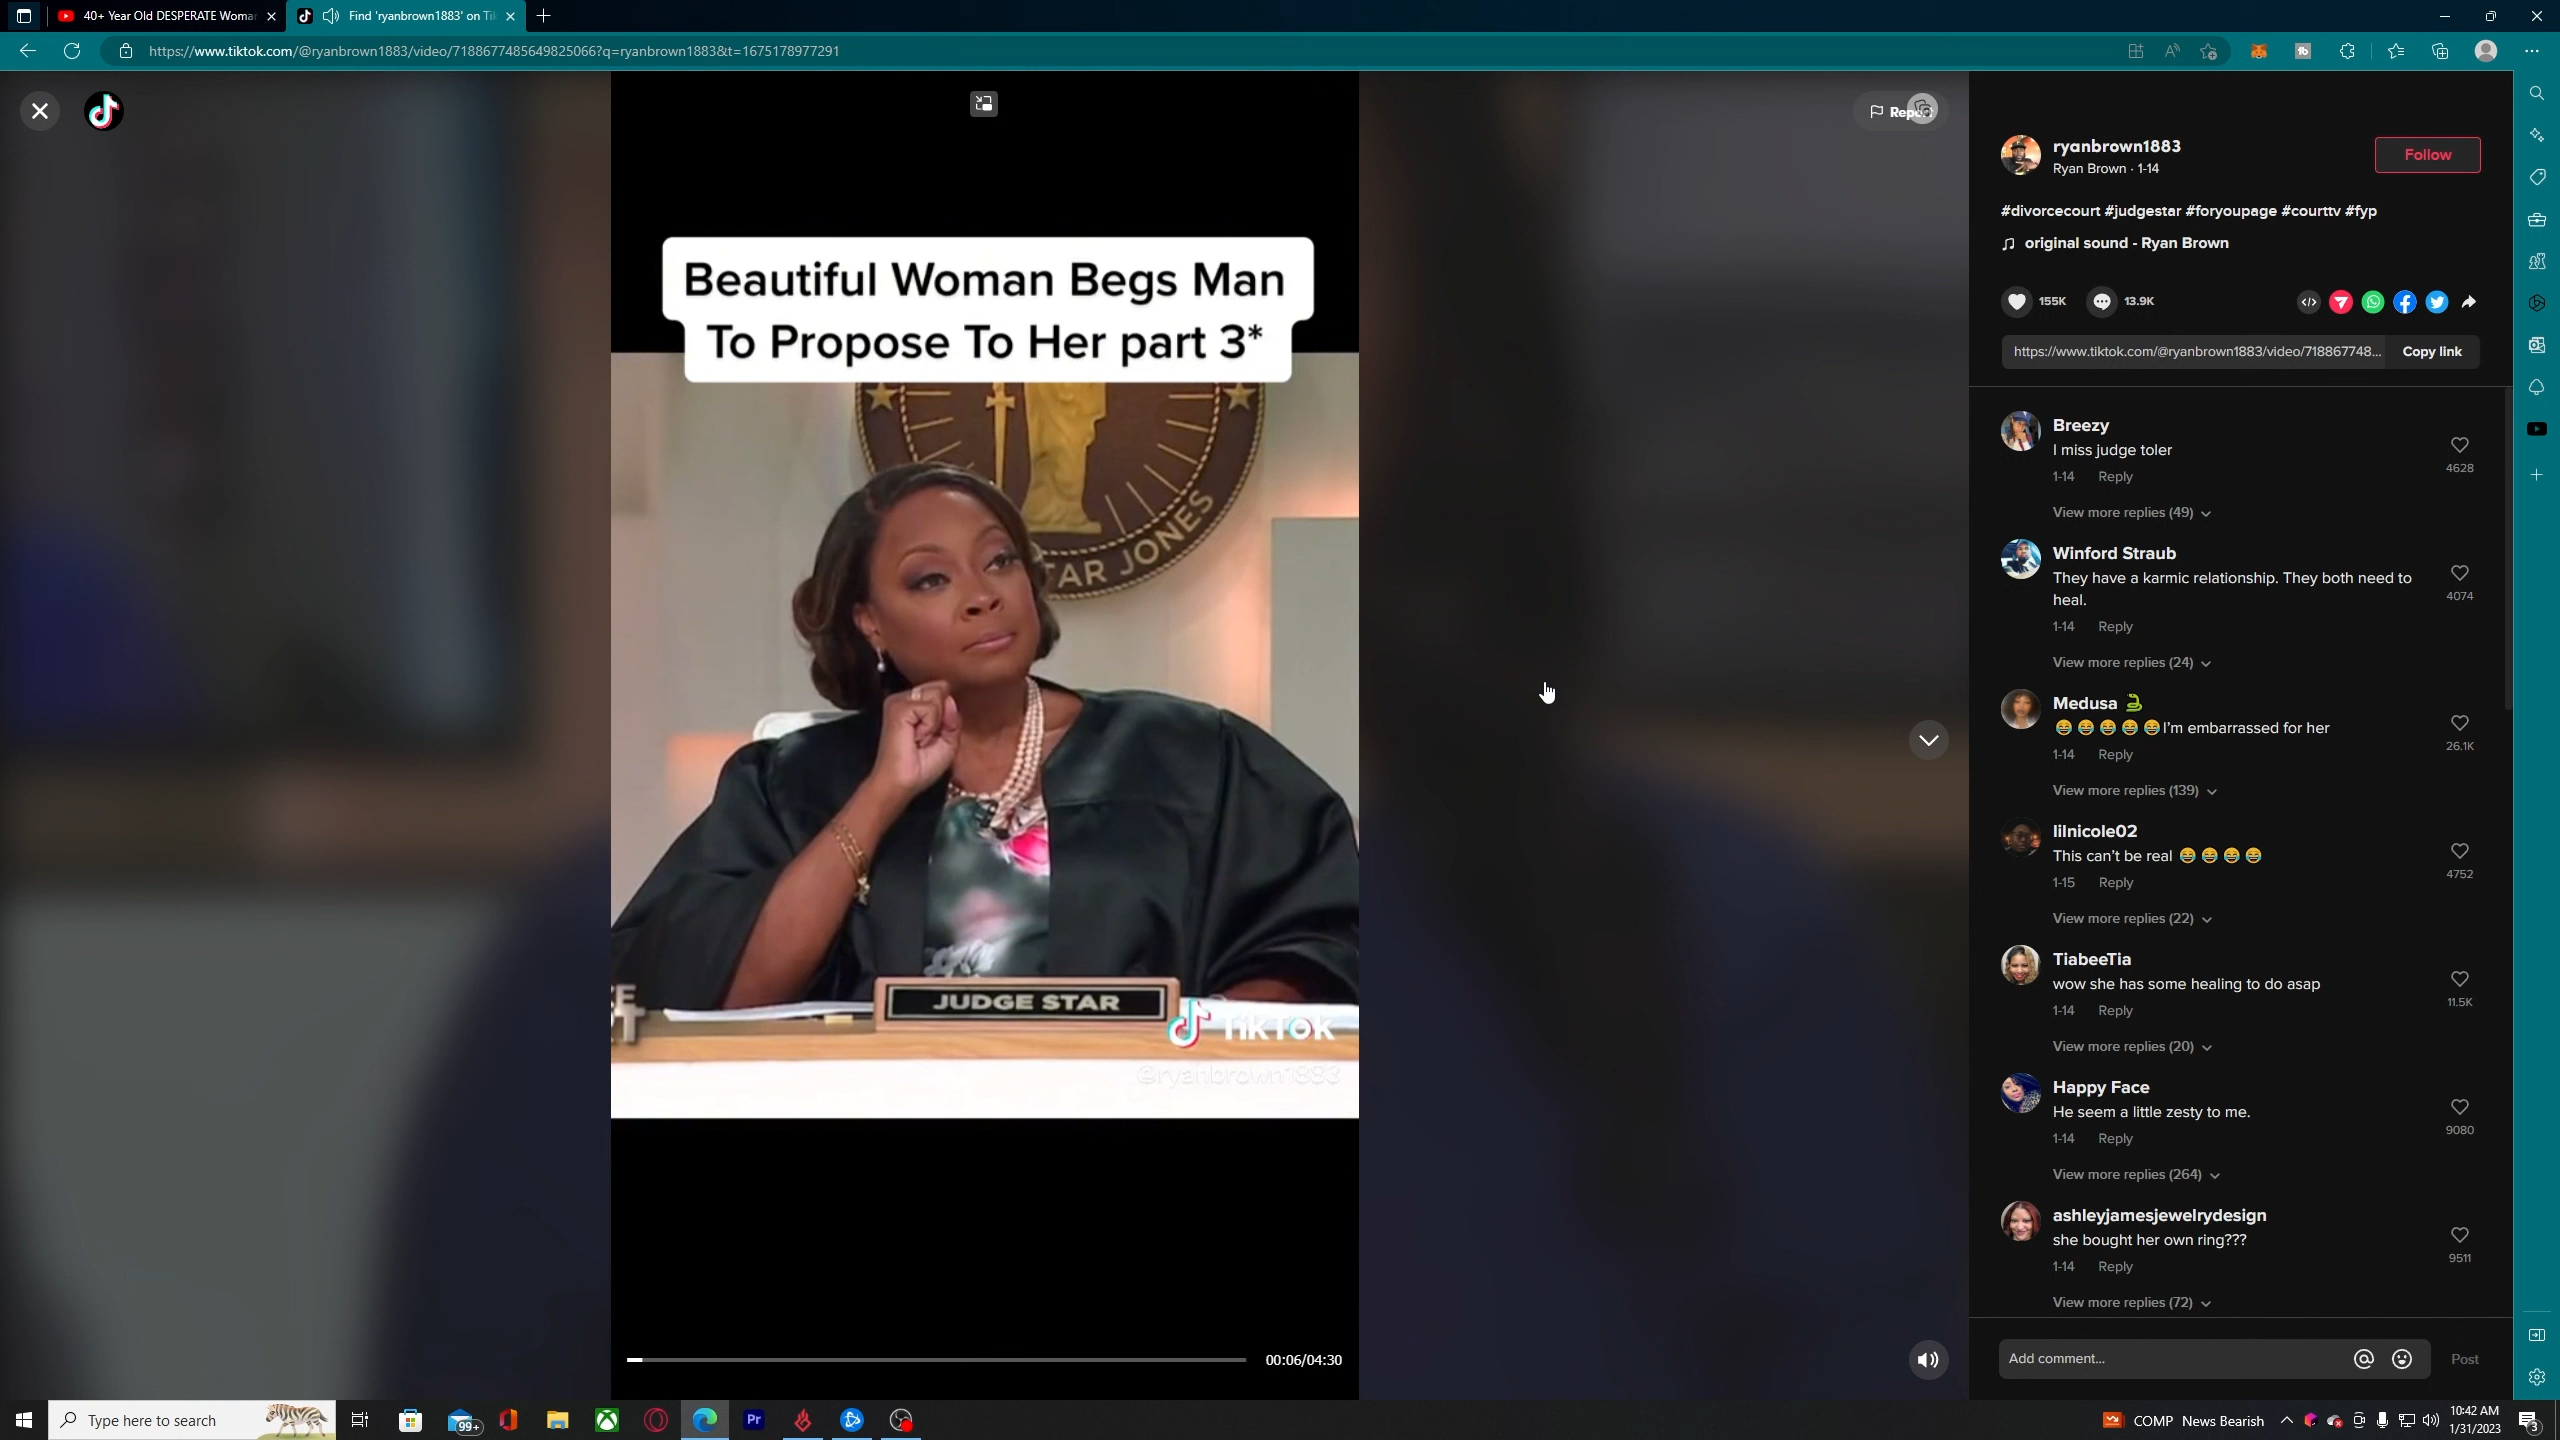 40+ Year Old DESPERATE Woma
Find 'ryanbrown1883' on Ti
https://www.tiktok.com/@ryanbrown1883/video/7188677485649825066?q=ryanbrown1883&t=1675178977291
Beautiful Woman Begs Man
To Propose To Her part 3*
TAR JONES
JUDGE STAR
TikTok
@ryanbrown1883
00:06/04:30
ryanbrown1883
Ryan Brown · 1-14
Follow
#divorcecourt #judgestar #foryoupage #courttv #fyp
original sound - Ryan Brown
155K
13.9K
https://www.tiktok.com/@ryanbrown1883/video/718867748...
Copy link
Breezy
I miss judge toler
4628
1-14 Reply
View more replies (49)
Winford Straub
They have a karmic relationship. They both need to
heal.
4074
1-14 Reply
View more replies (24)
Medusa
I'm embarrassed for her
26.1K
1-14 Reply
View more replies (139)
lilnicole02
This can't be real
4752
1-15 Reply
View more replies (22)
TiabeeTia
wow she has some healing to do asap
11.5K
1-14 Reply
View more replies (20)
Happy Face
He seem a little zesty to me.
9080
1-14 Reply
View more replies (264)
ashleyjamesjewelrydesign
she bought her own ring???
9511
1-14 Reply
View more replies (72)
Add comment...
Post
Type here to search
99+
Pr
COMP News Bearish
10:42 AM
1/31/2023
3